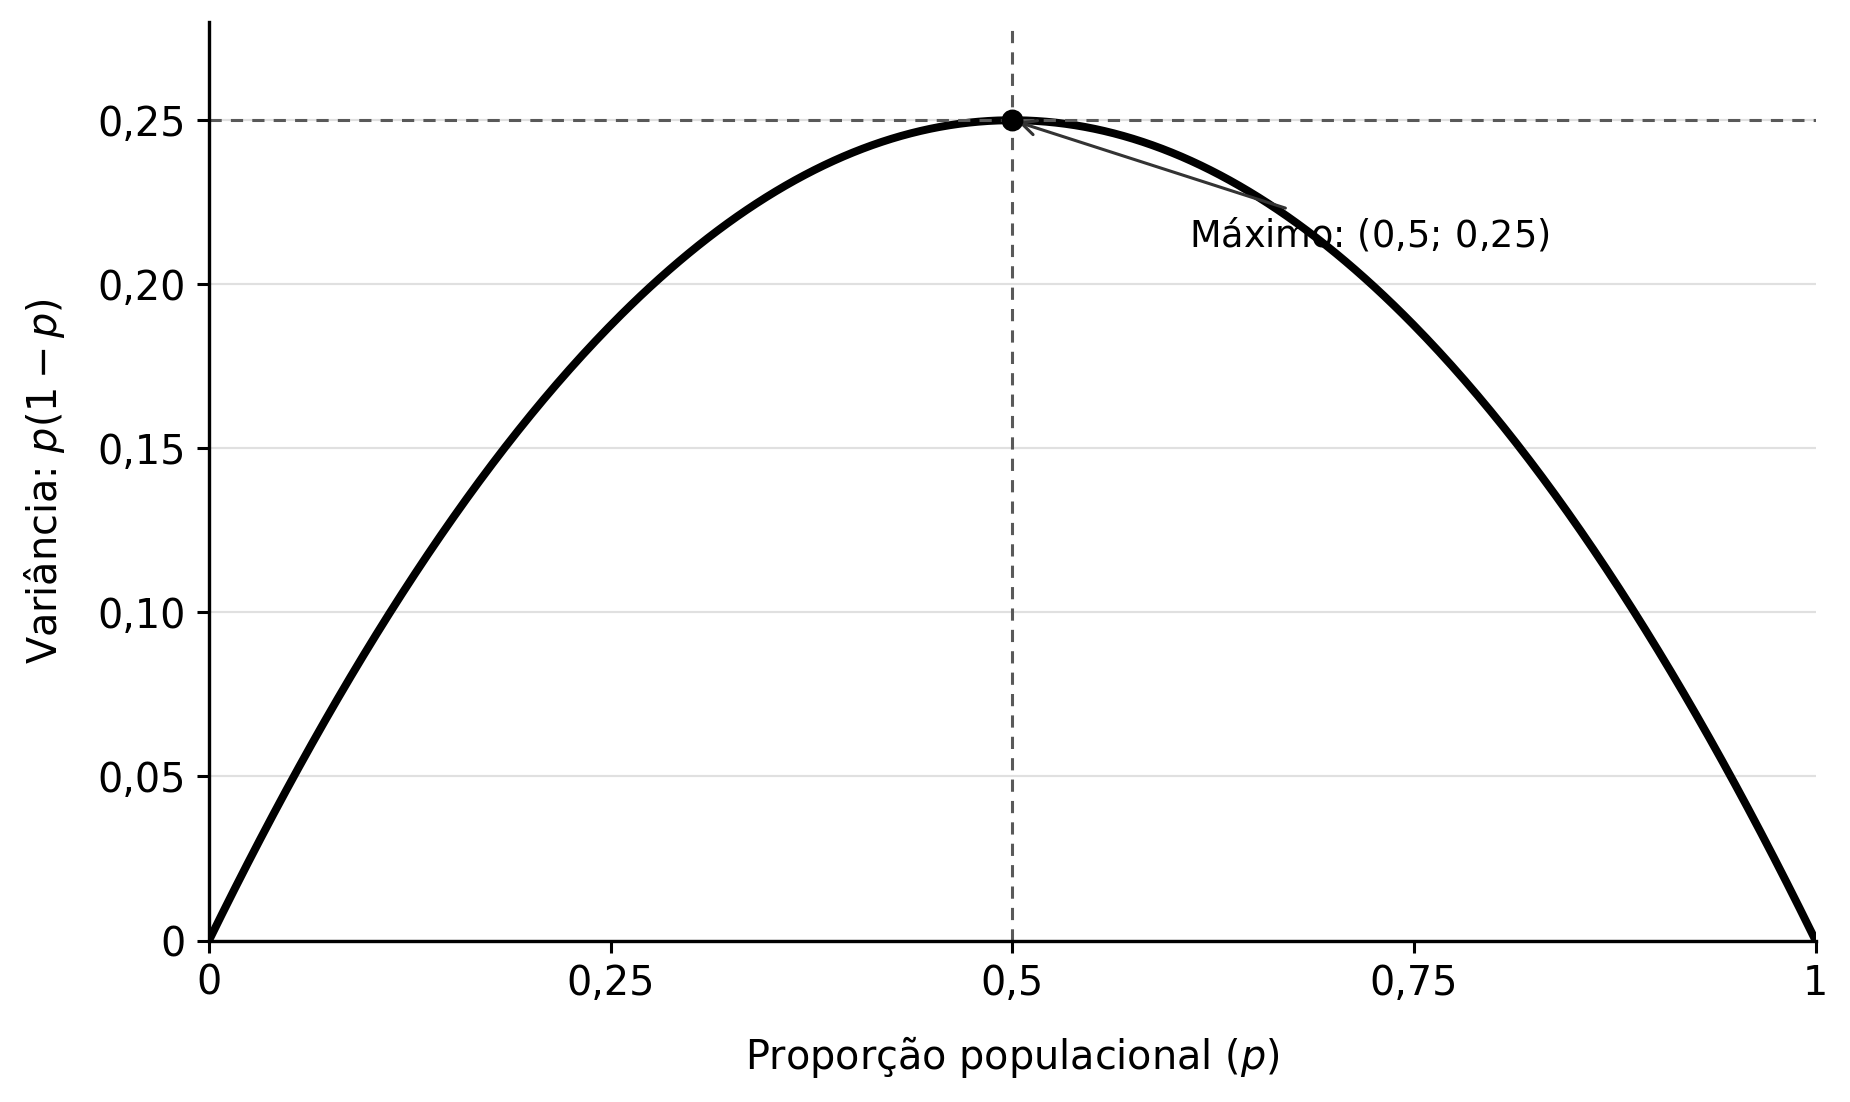 0,25
Máximo: (0,5; 0,25)
0,20
Variância: p(1 − p)
0,15
0,10
0,05
0
0 0,25 0,5 0,75 1
Proporção populacional (p)